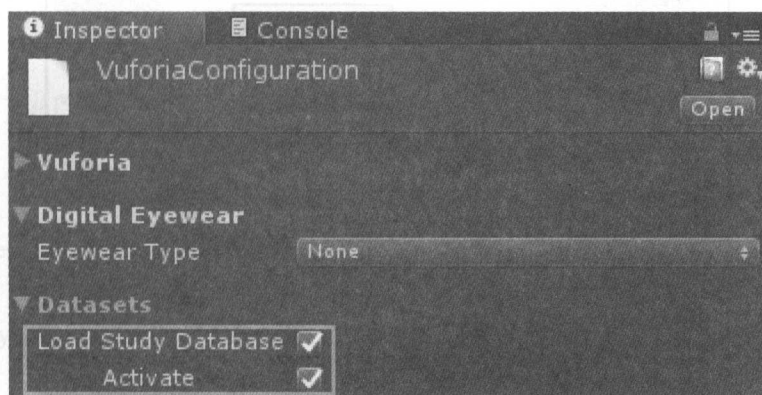 Inspector Console
VuforiaConfiguration
Open
Vuforia
Digital Eyewear
Eyewear Type None
Datasets
Load Study Database
Activate